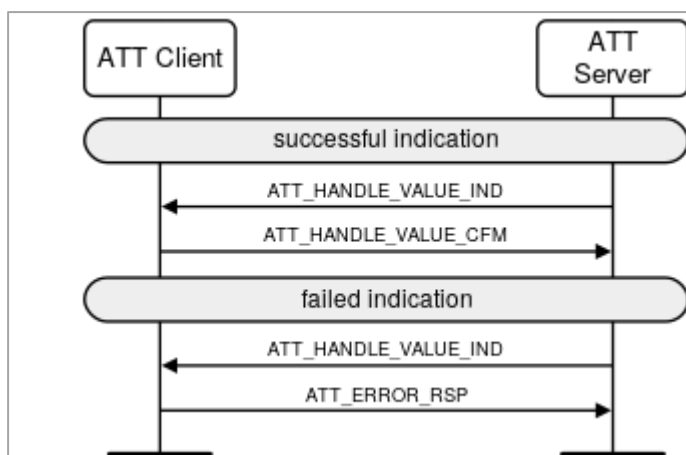 ATT Client
ATT
Server
successful indication
ATT_HANDLE_VALUE_IND
ATT_HANDLE_VALUE_CFM
failed indication
ATT_HANDLE_VALUE_IND
ATT_ERROR_RSP